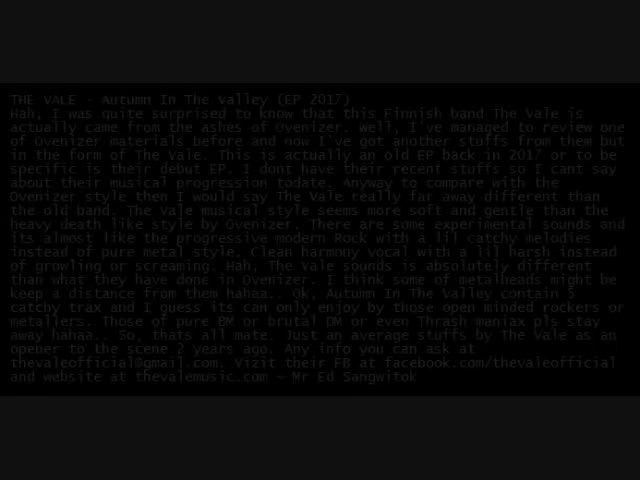 THE VALE - Autumn In The Valley (EP 2017)
Hah, I was quite surprised to know that this Finnish band The Vale is
actually came from the ashes of Ovenizer. Well, I've managed to review one
of Ovenizer materials before and now I've got another stuffs from them but
in the form of The Vale. This is actually an old EP back in 2017 or to be
specific is their debut EP. I dont have their recent stuffs so I cant say
about their musical progression todate. Anyway to compare with the
Ovenizer style then I would say The Vale really far away different than
the old band. The Vale musical style seems more soft and gentle than the
heavy death like style by Ovenizer. There are some experimental sounds and
its almost like the progressive modern Rock with a lil catchy melodies
instead of pure metal style. Clean harmony vocal with a lil harsh instead
of growling or screaming. Hah, The Vale sounds is absolutely different
than what they have done in Ovenizer. I think some of metalheads might be
keep a distance from them hahaa.. Ok, Autumn In The Valley contain 5
catchy trax and I guess its can only enjoy by those open minded rockers or
metallers. Those of pure BM or brutal DM or even Thrash maniax pls stay
away hahaa.. So, thats all mate. Just an average stuffs by The Vale as an
opener to the scene 2 years ago. Any info you can ask at
thevaleofficial@gmail.com. Vizit their FB at facebook.com/thevaleofficial
and website at thevalemusic.com ~ Mr Ed Sangwitok